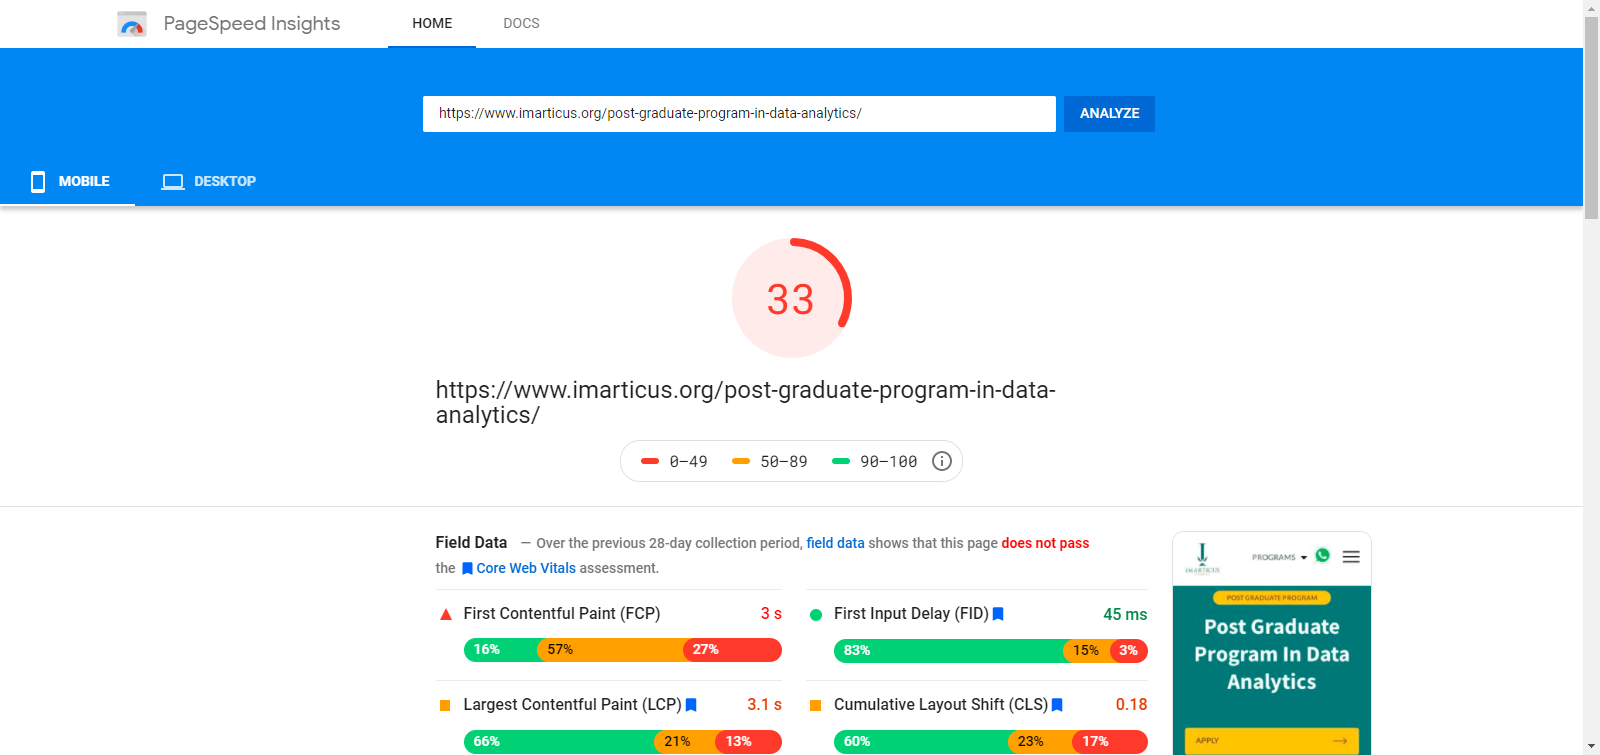 PageSpeed Insights
HOME
DOCS
https://www.imarticus.org/post-graduate-program-in-data-analytics/
ANALYZE
MOBILE
DESKTOP
33
https://www.imarticus.org/post-graduate-program-in-data-
analytics/
0–49
50–89
90–100
Field Data — Over the previous 28-day collection period, field data shows that this page does not pass
the Core Web Vitals assessment.
First Contentful Paint (FCP) 3 s
16% 57% 27%
First Input Delay (FID) 45 ms
83% 15% 3%
Largest Contentful Paint (LCP) 3.1 s
66% 21% 13%
Cumulative Layout Shift (CLS) 0.18
60% 23% 17%
IMARTICUS
PROGRAMS
POST GRADUATE PROGRAM
Post Graduate
Program In Data
Analytics
APPLY